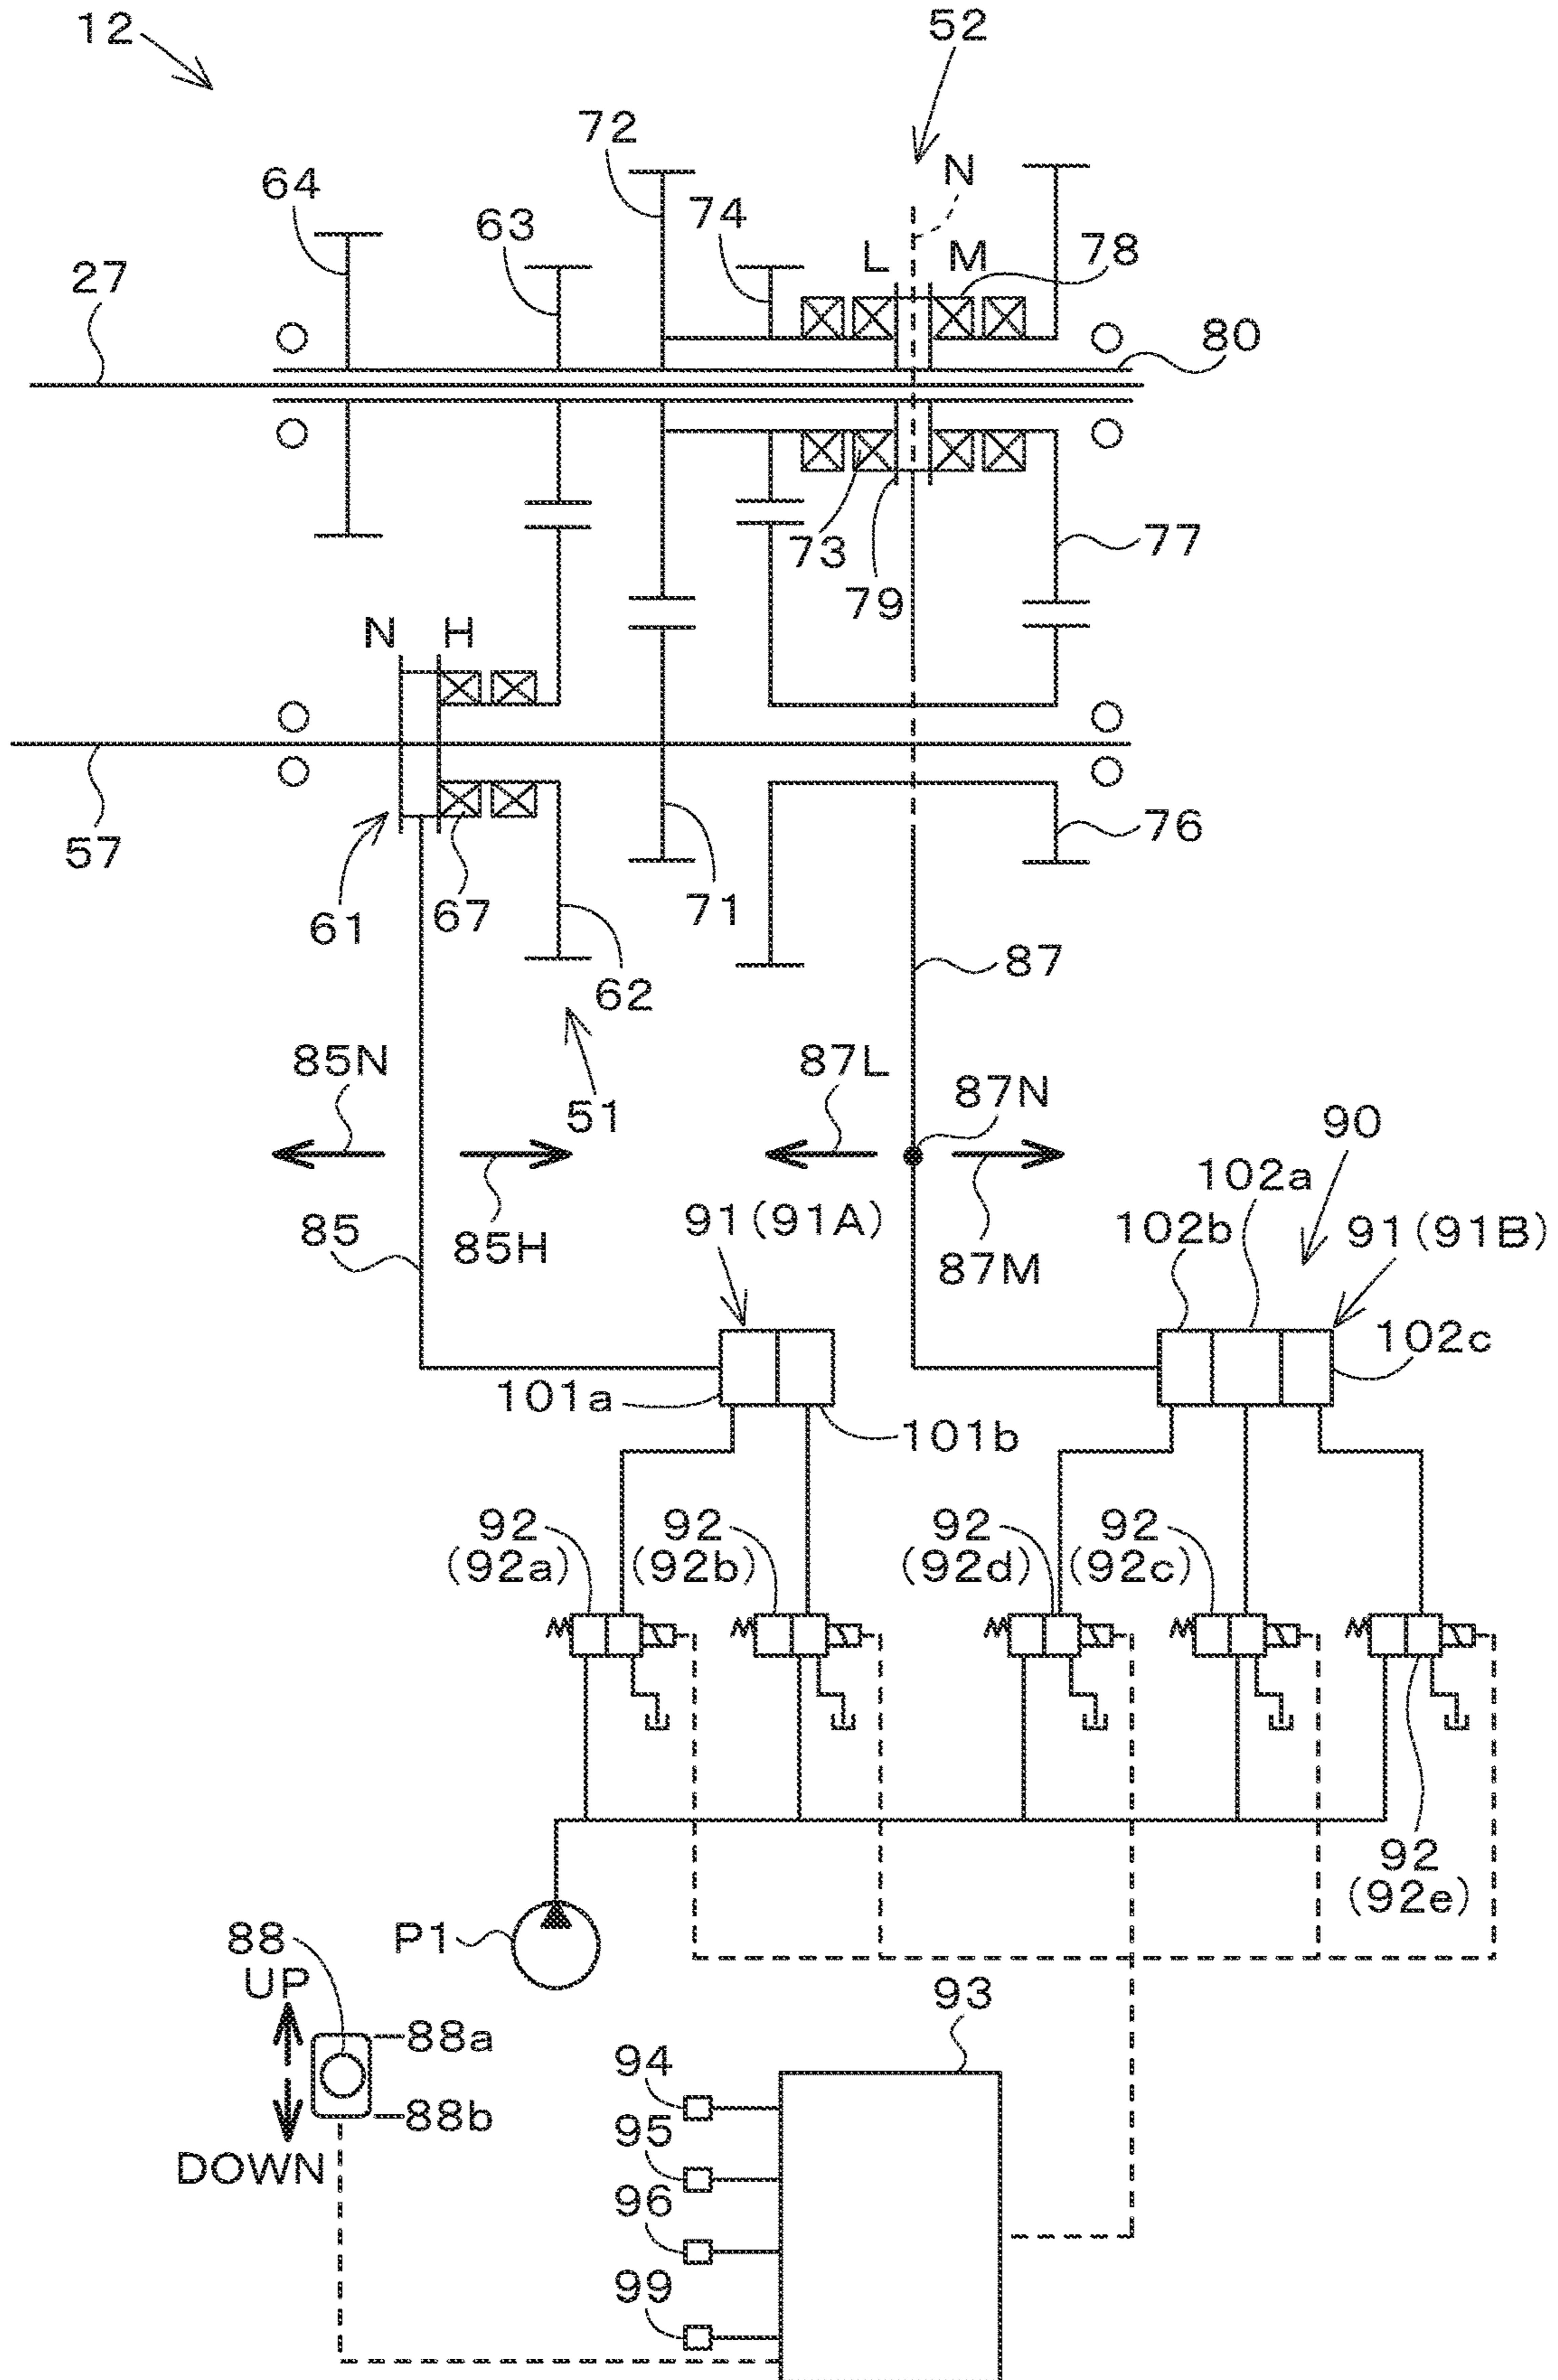 12
52
72
N
64
74
63
L
M
78
27
80
73
77
79
N
H
57
76
61
67
71
62
87
85N
87L
51
87N
90
102a
85
91(91A)
102b
91(91B)
85H
87M
102c
101a
101b
92
(92a)
92
(92b)
92
(92d)
92
(92c)
92
(92e)
88
P1
UP
93
88a
94
88b
95
DOWN
96
99